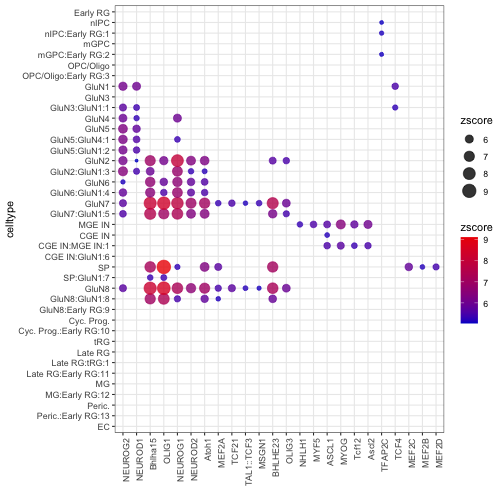 Early RG
nIPC
nIPC:Early RG:1
mGPC
mGPC:Early RG:2
OPC/Oligo
OPC/Oligo:Early RG:3
GluN1
GluN3
GluN3:GluN1:1
GluN4
GluN5
GluN5:GluN4:1
GluN5:GluN1:2
GluN2
GluN2:GluN1:3
GluN6
GluN6:GluN1:4
GluN7
GluN7:GluN1:5
MGE IN
CGE IN
CGE IN:MGE IN:1
CGE IN:GluN1:6
SP
SP:GluN1:7
GluN8
GluN8:GluN1:8
GluN8:Early RG:9
Cyc. Prog.
Cyc. Prog.:Early RG:10
tRG
Late RG
Late RG:tRG:1
Late RG:Early RG:11
MG
MG:Early RG:12
Peric.
Peric.:Early RG:13
EC
celltype
NEUROG2
NEUROD1
Bhlha15
OLIG1
NEUROG1
NEUROD2
Atoh1
MEF2A
TCF21
TAL1::TCF3
MSGN1
BHLHE23
OLIG3
NHLH1
MYF5
ASCL1
MYOG
Tcf12
Ascl2
TFAP2C
TCF4
MEF2C
MEF2B
MEF2D
zscore
6
7
8
9
zscore
9
8
7
6